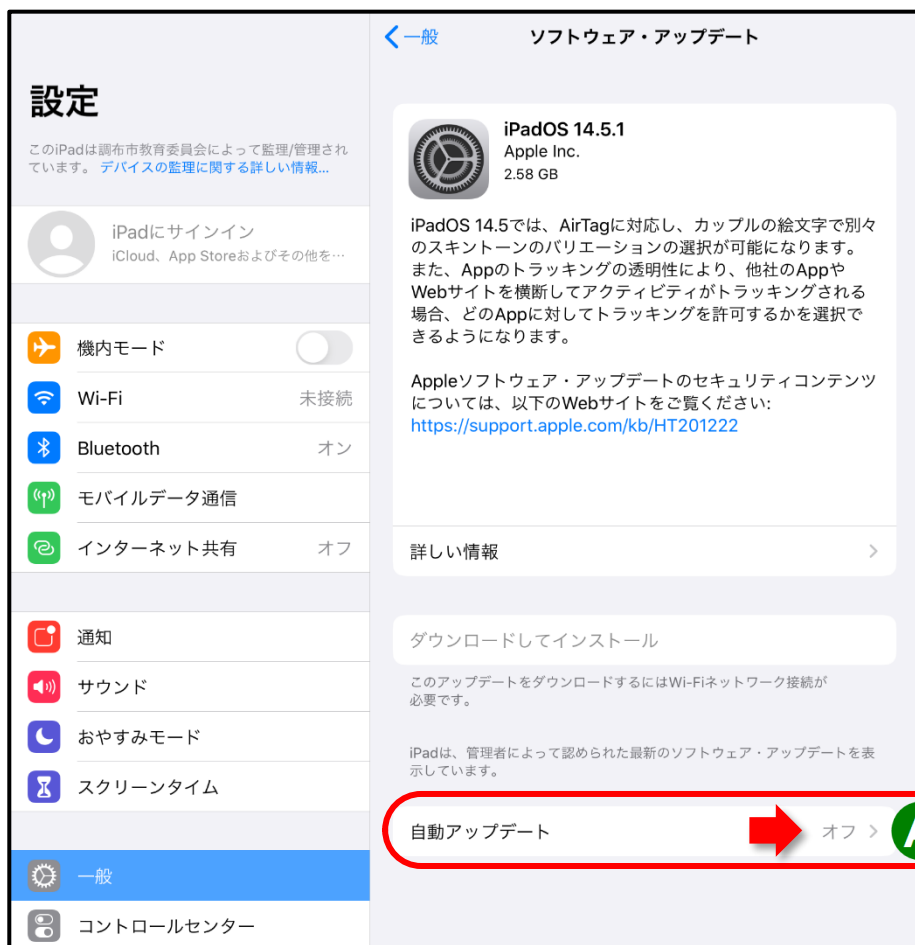 設定
このiPadは調布市教育委員会によって監理/管理され
ています。 デバイスの監理に関する詳しい情報...
iPadにサインイン
iCloud、App Storeおよびその他を…
機内モード
Wi-Fi 未接続
Bluetooth オン
モバイルデータ通信
インターネット共有 オフ
通知
サウンド
おやすみモード
スクリーンタイム
一般
コントロールセンター
一般 ソフトウェア・アップデート
iPadOS 14.5.1
Apple Inc.
2.58 GB
iPadOS 14.5では、AirTagに対応し、カップルの絵文字で別々
のスキントーンのバリエーションの選択が可能になります。
また、Appのトラッキングの透明性により、他社のAppや
Webサイトを横断してアクティビティがトラッキングされる
場合、どのAppに対してトラッキングを許可するかを選択で
きるようになります。
Appleソフトウェア・アップデートのセキュリティコンテンツ
については、以下のWebサイトをご覧ください:
https://support.apple.com/kb/HT201222
詳しい情報
ダウンロードしてインストール
このアップデートをダウンロードするにはWi-Fiネットワーク接続が
必要です。
iPadは、管理者によって認められた最新のソフトウェア・アップデートを表
示しています。
自動アップデート オフ